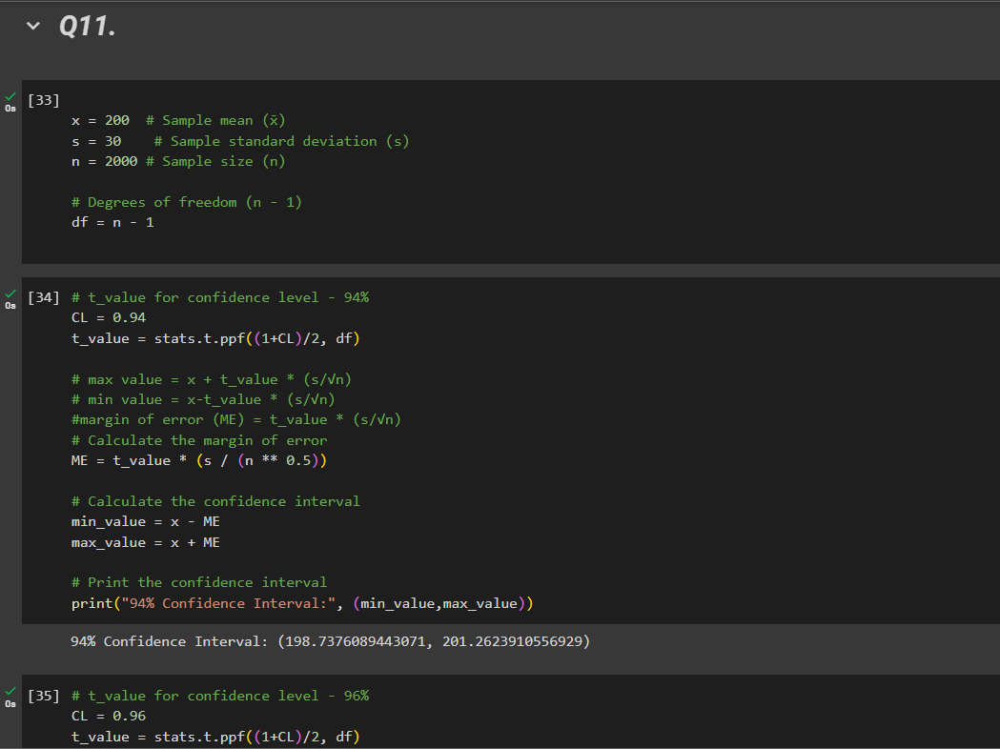 Q11.
[33]
0s
x = 200  # Sample mean (x̄)
s = 30    # Sample standard deviation (s)
n = 2000 # Sample size (n)
# Degrees of freedom (n - 1)
df = n - 1
[34] # t_value for confidence level - 94%
0s
CL = 0.94
t_value = stats.t.ppf((1+CL)/2, df)
# max value = x + t_value * (s/√n)
# min value = x-t_value * (s/√n)
#margin of error (ME) = t_value * (s/√n)
# Calculate the margin of error
ME = t_value * (s / (n ** 0.5))
# Calculate the confidence interval
min_value = x - ME
max_value = x + ME
# Print the confidence interval
print("94% Confidence Interval:", (min_value,max_value))
94% Confidence Interval: (198.7376089443071, 201.2623910556929)
[35] # t_value for confidence level - 96%
0s
CL = 0.96
t_value = stats.t.ppf((1+CL)/2, df)